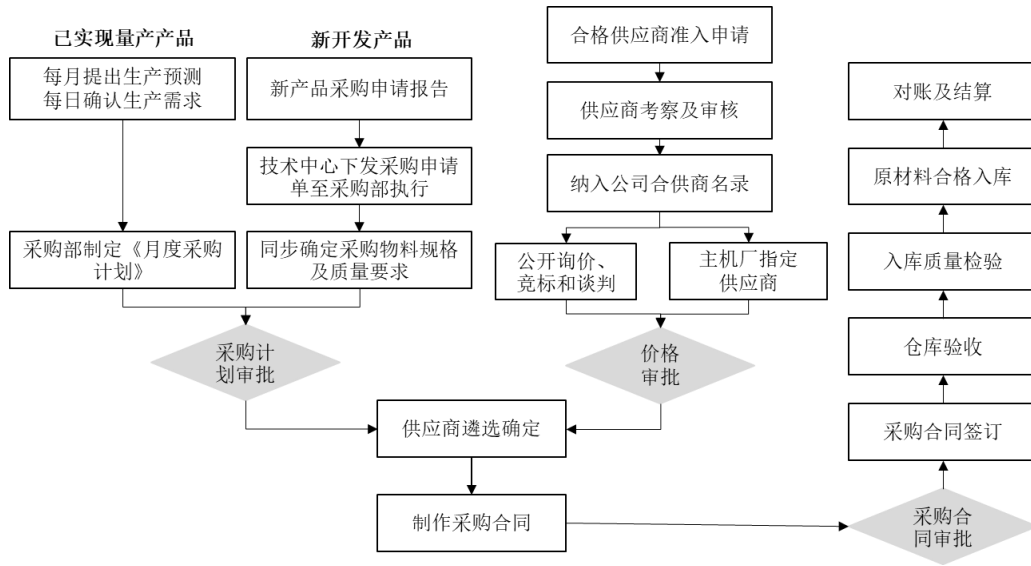 已实现量产产品
每月提出生产预测
每日确认生产需求
采购部制定《月度采购
计划》
新开发产品
新产品采购申请报告
技术中心下发采购申请
单至采购部执行
同步确定采购物料规格
及质量要求
采购计
划审批
合格供应商准入申请
供应商考察及审核
纳入公司合供商名录
公开询价、
竞标和谈判
主机厂指定
供应商
价格
审批
供应商遴选确定
制作采购合同
采购合
同审批
采购合同签订
仓库验收
入库质量检验
原材料合格入库
对账及结算